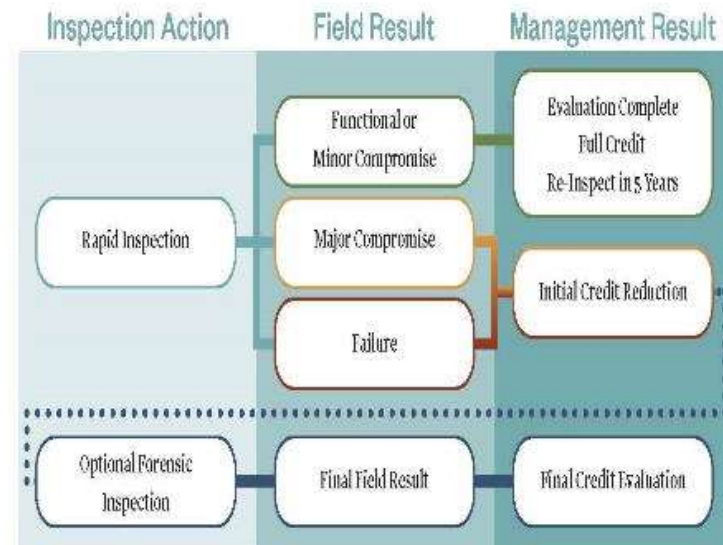 Inspection Action
Field Result
Management Result
Functional or
Minor Compromise
Evaluation Complete
Full Credit
Re-Inspect in 5 Years
Rapid Inspection
Major Compromise
Initial Credit Reduction
Failure
Optional Forensic
Inspection
Final Field Result
Final Credit Evaluation